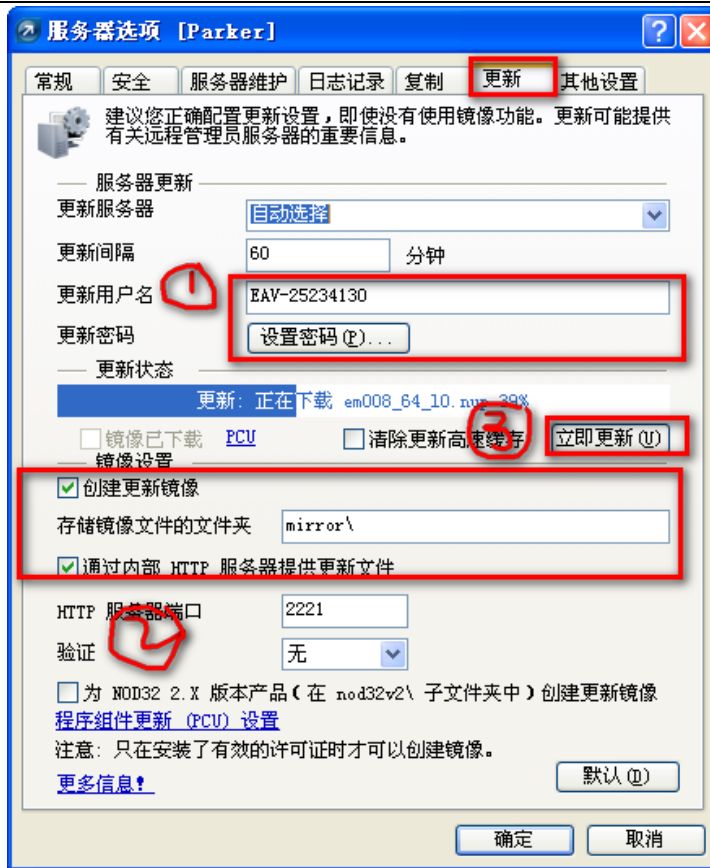 服务器选项 [Parker]
常规 安全 服务器维护 日志记录 复制 更新 其他设置
建议您正确配置更新设置，即使没有使用镜像功能。更新可能提供
有关远程管理员服务器的重要信息。
服务器更新
更新服务器 自动选择
更新间隔 60 分钟
更新用户名 ① EAV-25234130
更新密码 设置密码(P)...
更新状态
更新: 正在下载 em008_64_l0.nup 39%
镜像已下载 PCU 清除更新高速缓存 ③ 立即更新(U)
镜像设置
创建更新镜像
存储镜像文件的文件夹 mirror\
通过内部 HTTP 服务器提供更新文件
HTTP 服务器端口 2221
② 
验证 无
为 NOD32 2.X 版本产品(在 nod32v2\ 子文件夹中)创建更新镜像
程序组件更新 (PCU) 设置
注意: 只在安装了有效的许可证时才可以创建镜像。
更多信息! 默认(D)
确定 取消